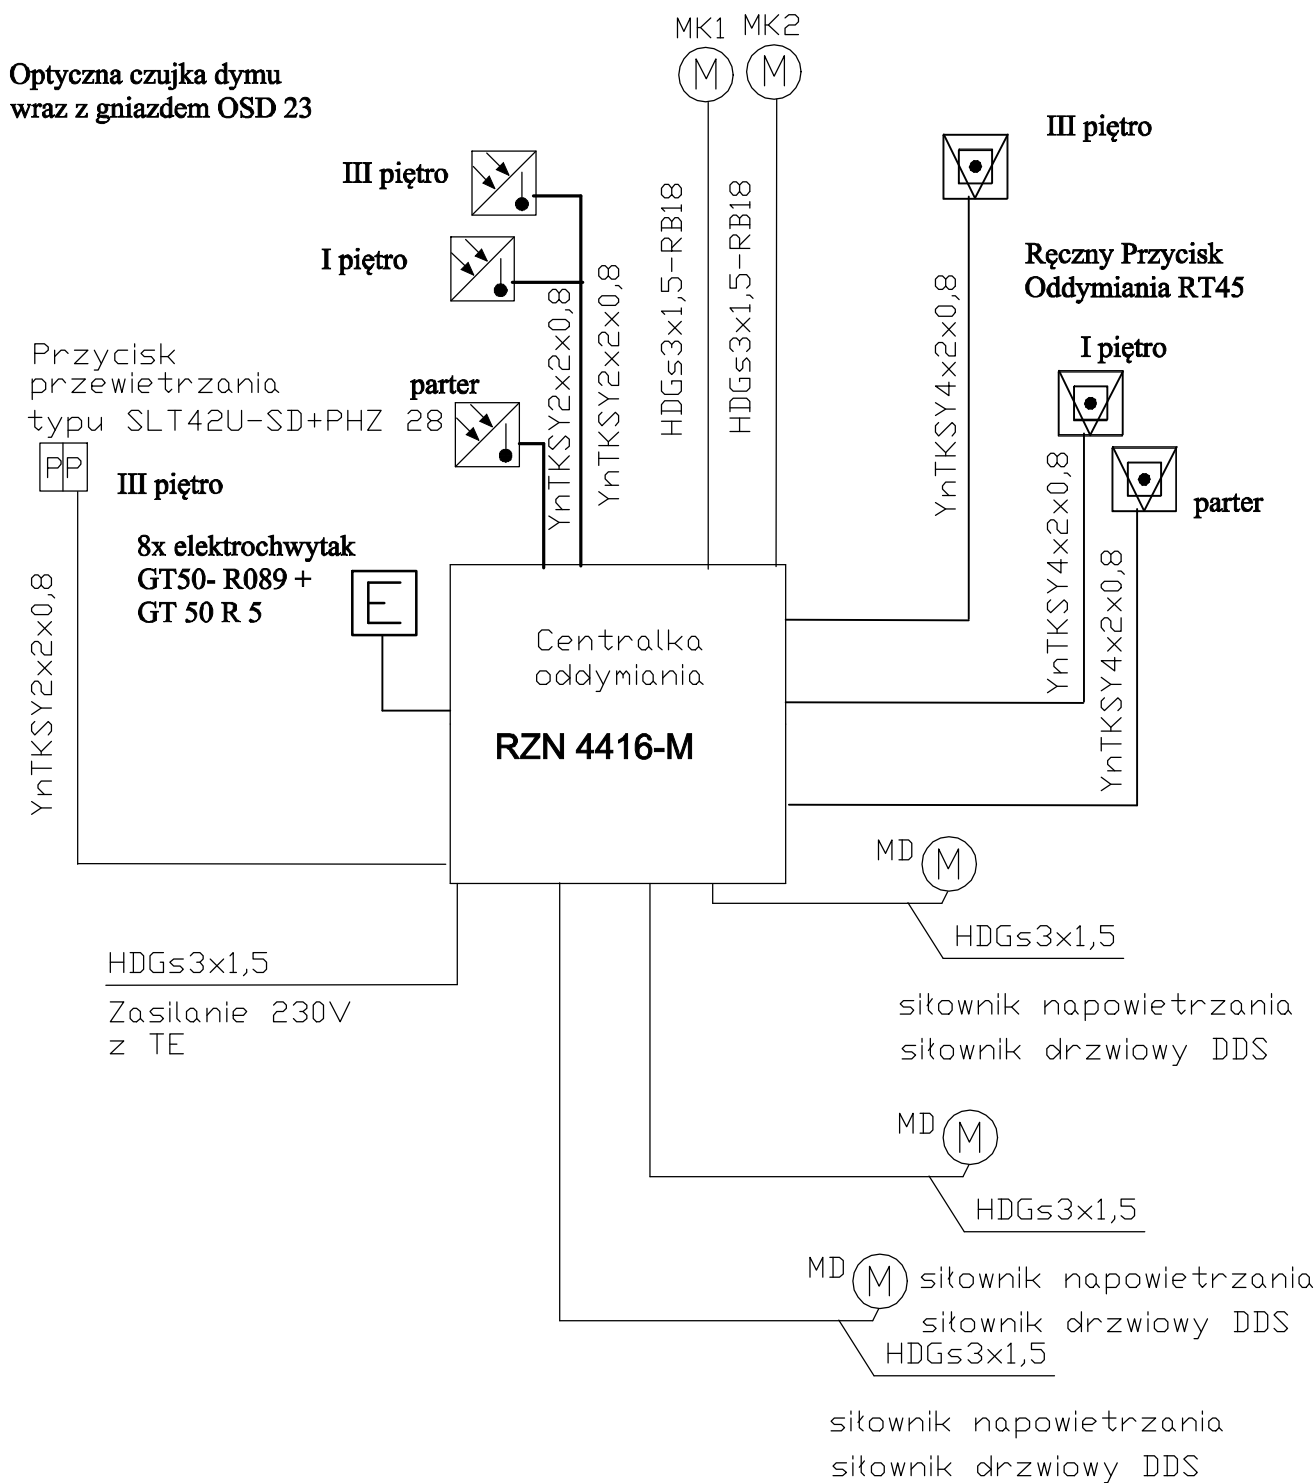 MK1 MK2
M M
Optyczna czujka dymu
wraz z gniazdem OSD 23
III piętro
I piętro
parter
YnTKSY2x2x0,8
YnTKSY2x2x0,8
HDGs3x1,5-RB18
HDGs3x1,5-RB18
III piętro
YnTKSY4x2x0,8
Ręczny Przycisk
Oddymiania RT45
I piętro
YnTKSY4x2x0,8
parter
YnTKSY4x2x0,8
Przycisk
przewietrzania
typu SLT42U-SD+PHZ 28
PP
III piętro
YnTKSY2x2x0,8
8x elektrochwytak
GT50- R089 +
GT 50 R 5
E
Centralka
oddymiania
RZN 4416-M
HDGs3x1,5
Zasilanie 230V
z TE
MD M
HDGs3x1,5
siłownik napowietrzania
siłownik drzwiowy DDS
MD M
HDGs3x1,5
siłownik napowietrzania
siłownik drzwiowy DDS
MD M
HDGs3x1,5
siłownik napowietrzania
siłownik drzwiowy DDS